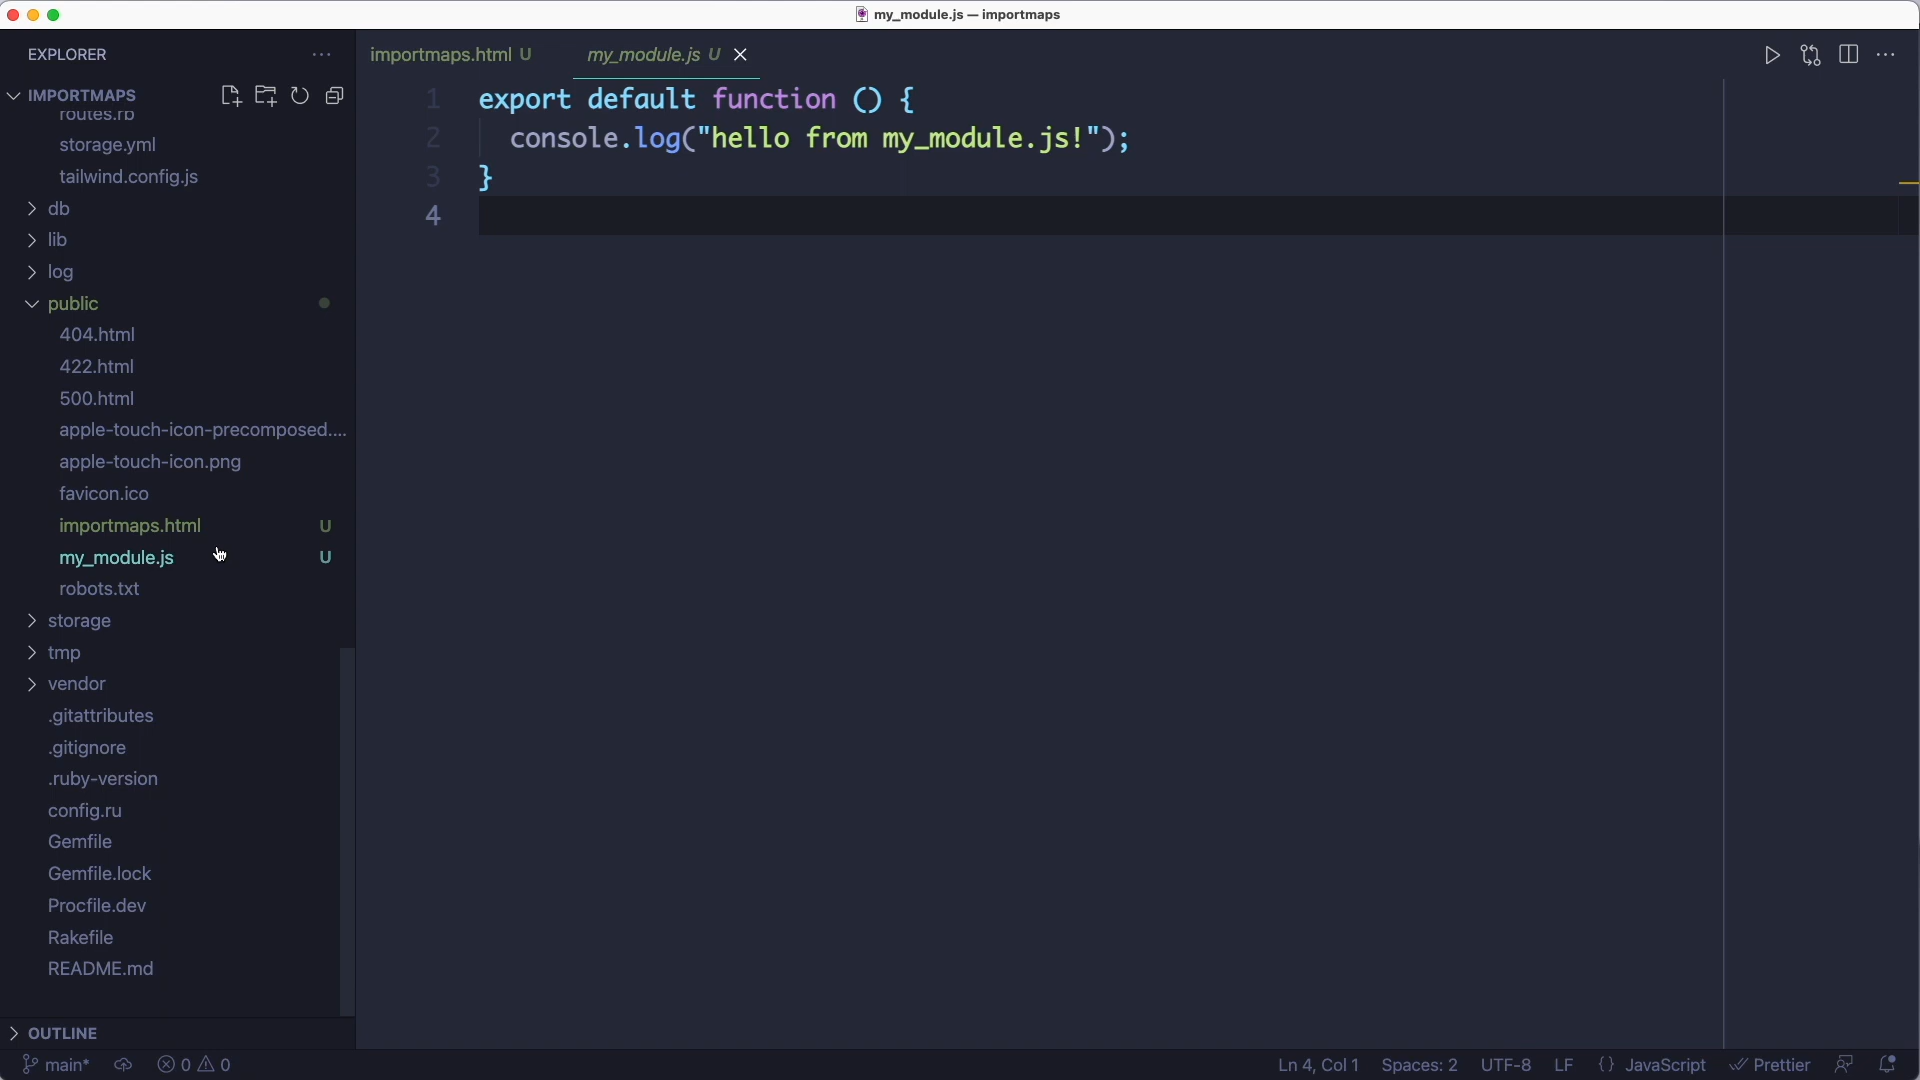 my_module.js — importmaps
EXPLORER
importmaps.html U
my_module.js U
IMPORTMAPS
routes.rb
storage.yml
tailwind.config.js
db
lib
log
public
404.html
422.html
500.html
apple-touch-icon-precomposed....
apple-touch-icon.png
favicon.ico
importmaps.html U
my_module.js U
robots.txt
storage
tmp
vendor
.gitattributes
.gitignore
.ruby-version
config.ru
Gemfile
Gemfile.lock
Procfile.dev
Rakefile
README.md
OUTLINE
1 export default function () {
2 console.log("hello from my_module.js!");
3 }
4
main* 0 0 Ln 4, Col 1 Spaces: 2 UTF-8 LF {} JavaScript Prettier